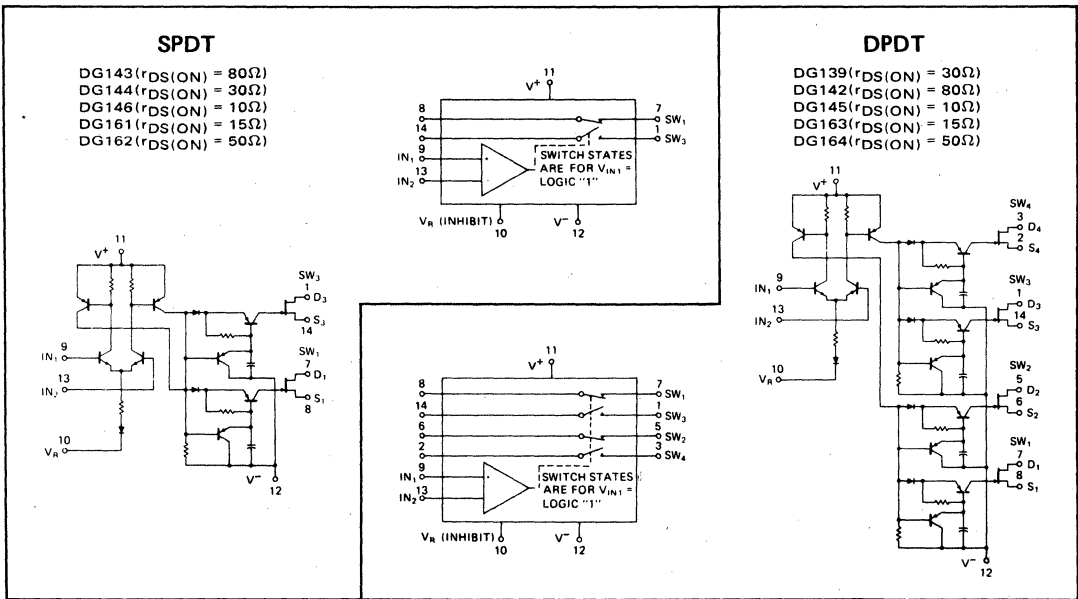 SPDT
DG143(rDS(ON) = 80Ω)
DG144(rDS(ON) = 30Ω)
DG146(rDS(ON) = 10Ω)
DG161(rDS(ON) = 15Ω)
DG162(rDS(ON) = 50Ω)
11
V+
SW3
1
D3
S3
14
9
IN1
SW1
7
D1
13
IN2
S1
8
10
VR
V−
12
11
V+
8
7
SW1
14
1
SW3
9
IN1
13
IN2
SWITCH STATES
ARE FOR VIN1 =
LOGIC "1"
VR (INHIBIT)
10
V−
12
11
V+
8
7
SW1
14
1
SW3
6
5
SW2
2
3
SW4
9
IN1
13
IN2
SWITCH STATES
ARE FOR VIN1 =
LOGIC "1"
VR (INHIBIT)
10
V−
12
DPDT
DG139(rDS(ON) = 30Ω)
DG142(rDS(ON) = 80Ω)
DG145(rDS(ON) = 10Ω)
DG163(rDS(ON) = 15Ω)
DG164(rDS(ON) = 50Ω)
11
V+
SW4
3
D4
2
S4
9
IN1
SW3
1
D3
13
IN2
14
S3
10
VR
SW2
5
D2
6
S2
SW1
7
D1
8
S1
V−
12